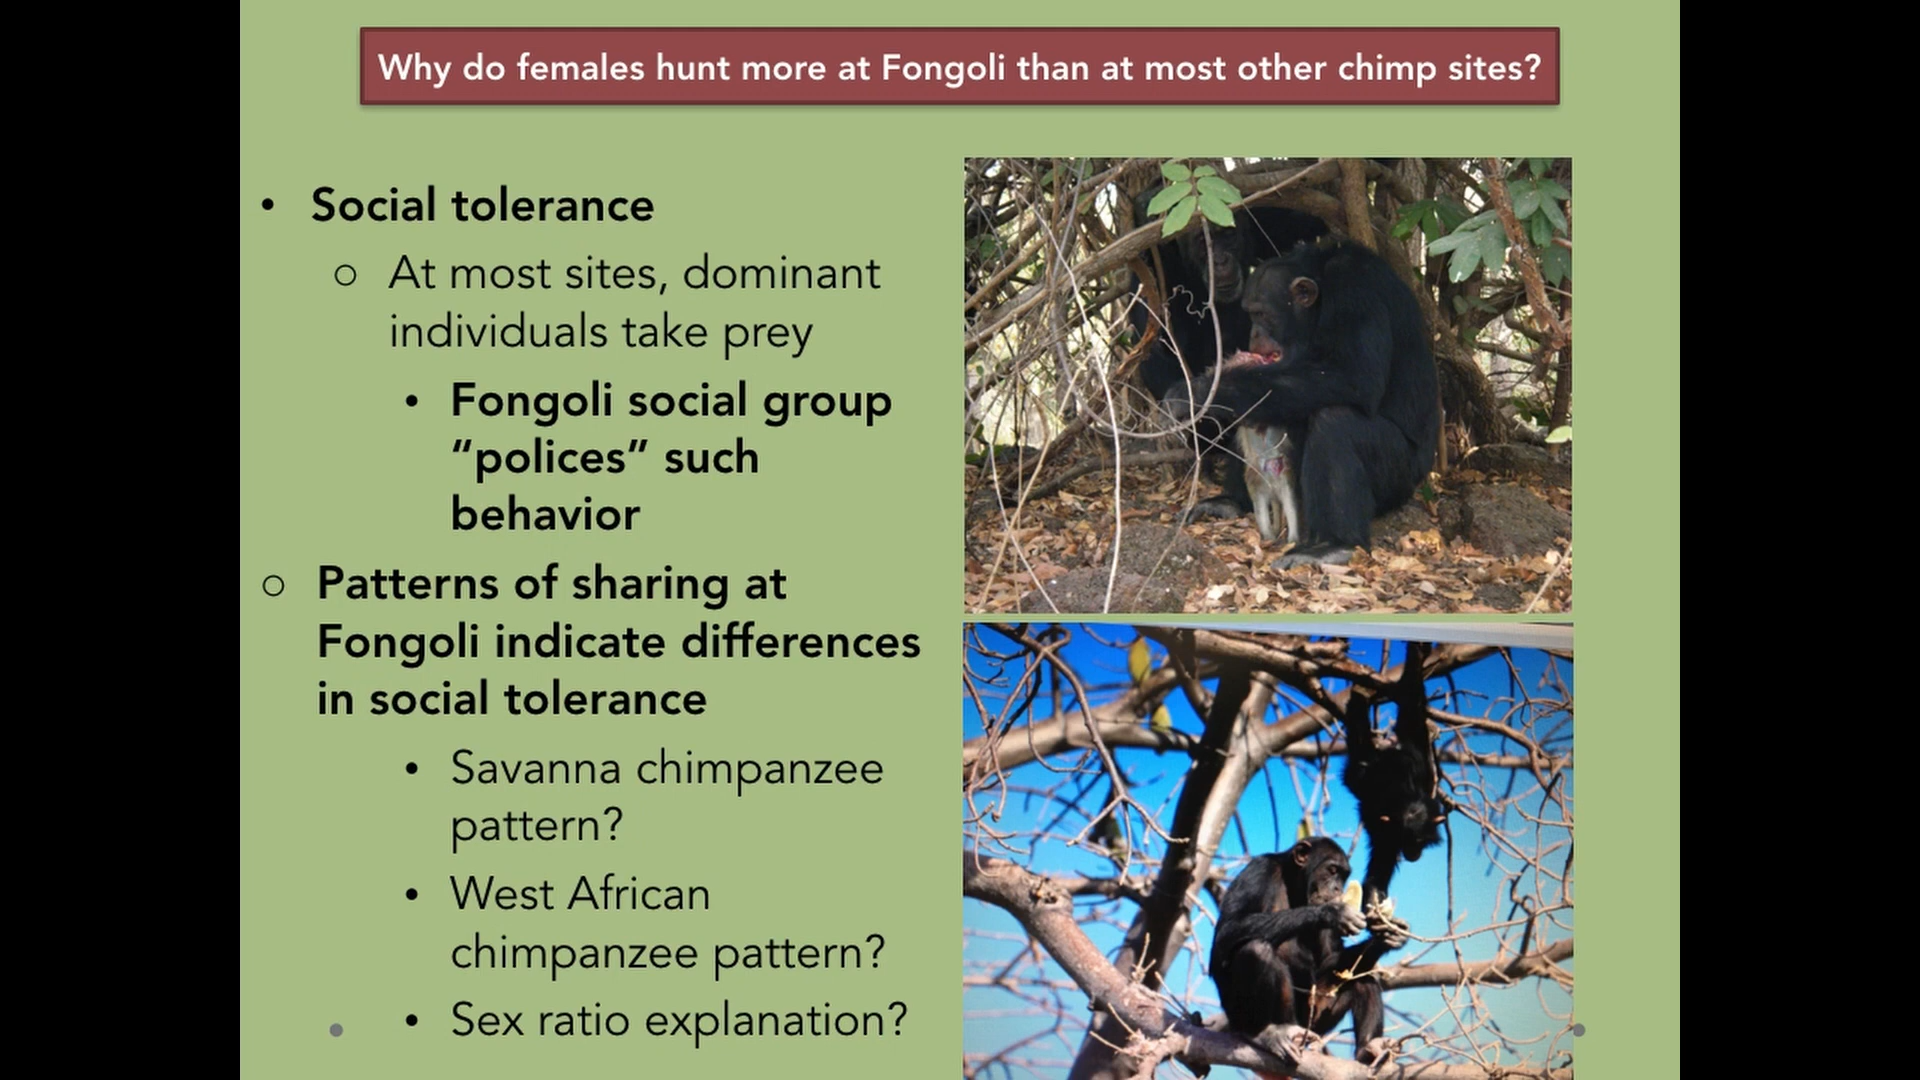 Why do females hunt more at Fongoli than at most other chimp sites?
• Social tolerance
○ At most sites, dominant
individuals take prey
• Fongoli social group
“polices” such
behavior
○ Patterns of sharing at
Fongoli indicate differences
in social tolerance
• Savanna chimpanzee
pattern?
• West African
chimpanzee pattern?
• Sex ratio explanation?